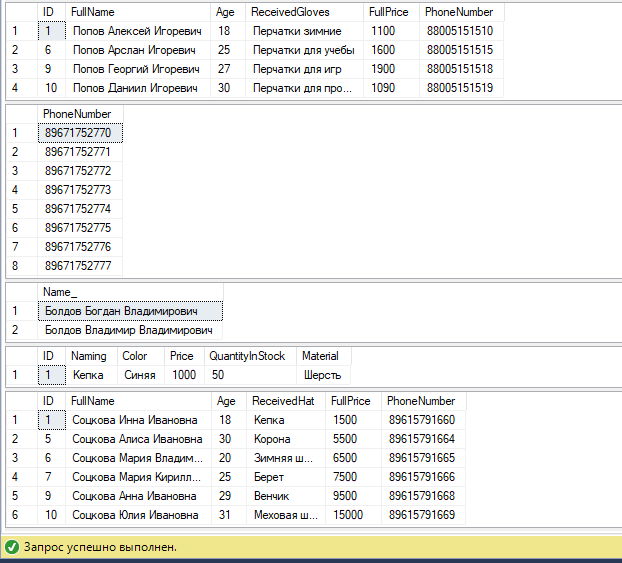 ID FullName Age ReceivedGloves FullPrice PhoneNumber
1 1 Попов Алексей Игоревич 18 Перчатки зимние 1100 88005151510
2 6 Попов Арслан Игоревич 25 Перчатки для учебы 1600 88005151515
3 9 Попов Георгий Игоревич 27 Перчатки для игр 1900 88005151518
4 10 Попов Даниил Игоревич 30 Перчатки для про... 1090 88005151519
PhoneNumber
1 89671752770
2 89671752771
3 89671752772
4 89671752773
5 89671752774
6 89671752775
7 89671752776
8 89671752777
Name_
1 Болдов Богдан Владимирович
2 Болдов Владимир Владимирович
ID Naming Color Price QuantityInStock Material
1 1 Кепка Синяя 1000 50 Шерсть
ID FullName Age ReceivedHat FullPrice PhoneNumber
1 1 Соцкова Инна Ивановна 18 Кепка 1500 89615791660
2 5 Соцкова Алиса Ивановна 30 Корона 5500 89615791664
3 6 Соцкова Мария Владим... 20 Зимняя ш... 6500 89615791665
4 7 Соцкова Мария Кирилл... 25 Берет 7500 89615791666
5 9 Соцкова Анна Ивановна 29 Венчик 9500 89615791668
6 10 Соцкова Юлия Ивановна 31 Меховая ш... 15000 89615791669
Запрос успешно выполнен.